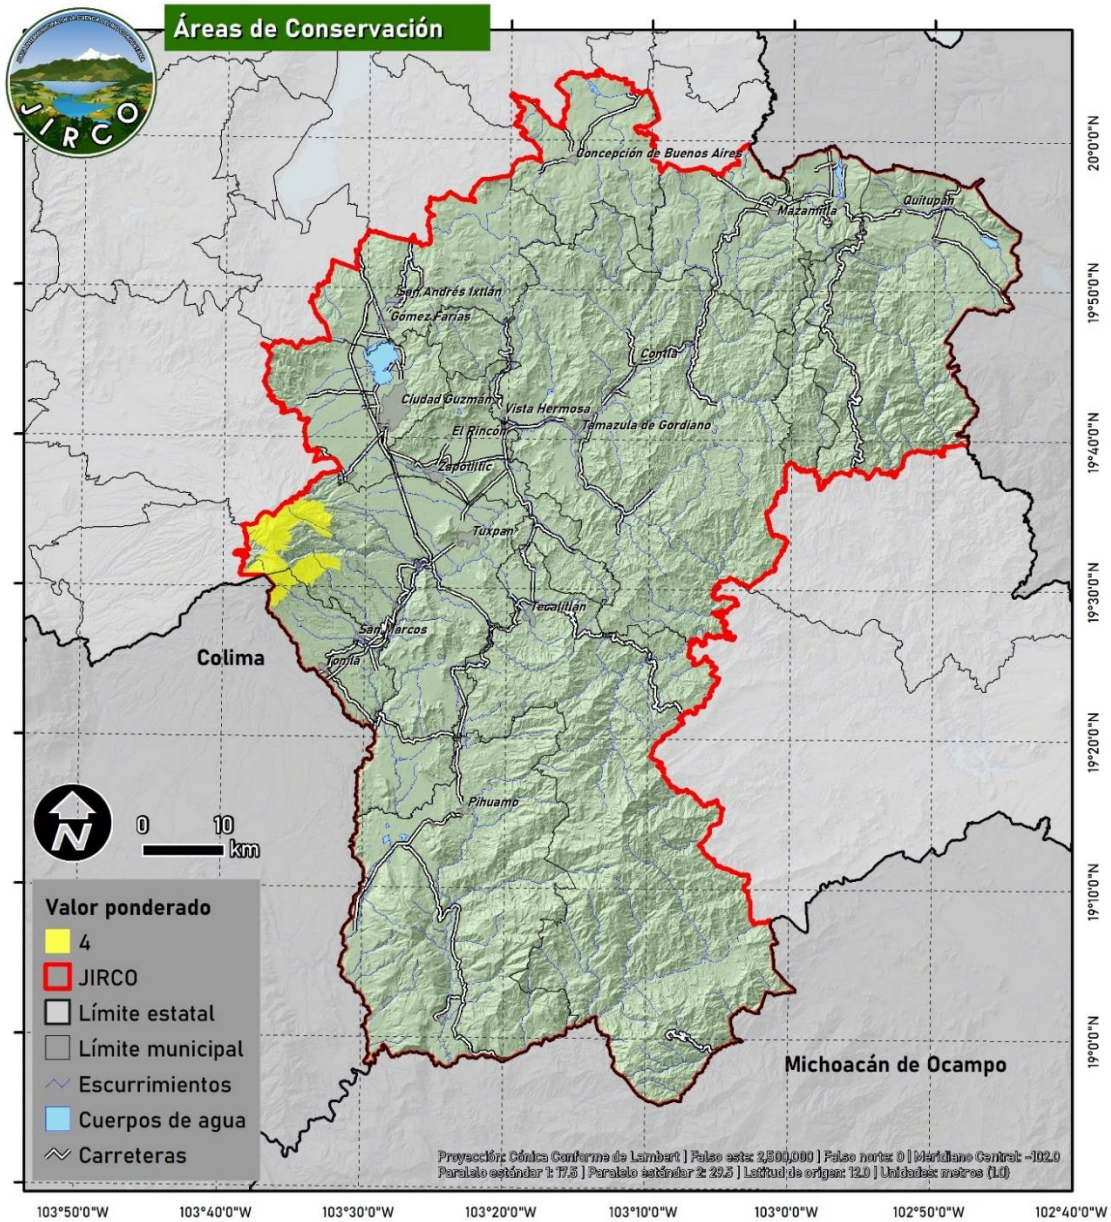 Áreas de Conservación
JIRCO
20°0'0"N
Concepción de Buenos Aires
Mazamitla
Quitupan
19°50'0"N
San Andrés Ixtlán
Gómez Farías
Contla
Ciudad Guzmán
Vista Hermosa
El Rincón
Tamazula de Gordiano
19°40'0"N
Zapotiltic
Tuxpan
19°30'0"N
Tecalitlán
San Marcos
Colima
Tonila
19°20'0"N
Pihuamo
0 10
km
N
19°10'0"N
Valor ponderado
4
JIRCO
Límite estatal
Límite municipal
Escurrimientos
Cuerpos de agua
Carreteras
19°0'0"N
Michoacán de Ocampo
Proyección: Cónica Conforme de Lambert | Falso este: 2,500,000 | Falso norte: 0 | Meridiano Central: -102.0
Paralelo estándar 1: 17.5 | Paralelo estándar 2: 29.5 | Latitud de origen: 12.0 | Unidades: metros (1.0)
103°50'0"W 103°40'0"W 103°30'0"W 103°20'0"W 103°10'0"W 103°0'0"W 102°50'0"W 102°40'0"W